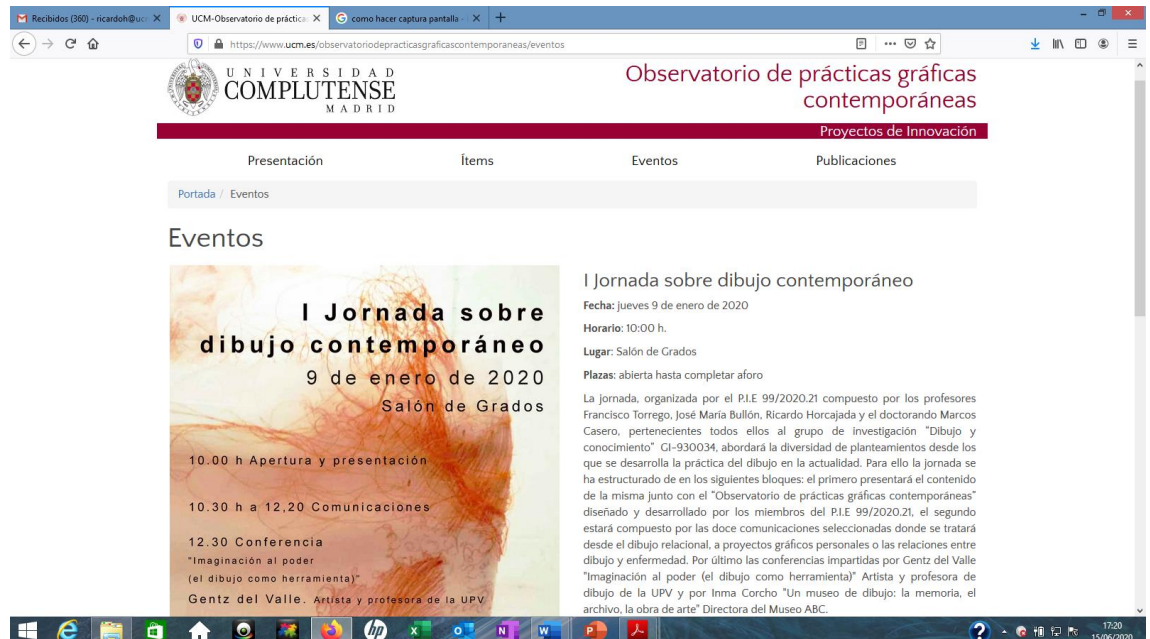 Recibidos (360) - ricardoh@uc
UCM-Observatorio de práctica
como hacer captura pantalla -
https://www.ucm.es/observatoriodepracticasgraficascontemporaneas/eventos
UNIVERSIDAD
COMPLUTENSE
MADRID
Observatorio de prácticas gráficas
contemporáneas
Proyectos de Innovación
Presentación Ítems Eventos Publicaciones
Portada / Eventos
Eventos
I Jornada sobre
dibujo contemporáneo
9 de enero de 2020
Salón de Grados
10.00 h Apertura y presentación
10.30 h a 12,20 Comunicaciones
12.30 Conferencia
"Imaginación al poder
(el dibujo como herramienta)"
Gentz del Valle. Artista y profesora de la UPV
I Jornada sobre dibujo contemporáneo
Fecha: jueves 9 de enero de 2020
Horario: 10:00 h.
Lugar: Salón de Grados
Plazas: abierta hasta completar aforo
La jornada, organizada por el P.I.E 99/2020.21 compuesto por los profesores
Francisco Torrego, José María Bullón, Ricardo Horcajada y el doctorando Marcos
Casero, pertenecientes todos ellos al grupo de investigación "Dibujo y
conocimiento" GI-930034, abordará la diversidad de planteamientos desde los
que se desarrolla la práctica del dibujo en la actualidad. Para ello la jornada se
ha estructurado de en los siguientes bloques: el primero presentará el contenido
de la misma junto con el "Observatorio de prácticas gráficas contemporáneas"
diseñado y desarrollado por los miembros del P.I.E 99/2020.21, el segundo
estará compuesto por las doce comunicaciones seleccionadas donde se tratará
desde el dibujo relacional, a proyectos gráficos personales o las relaciones entre
dibujo y enfermedad. Por último las conferencias impartidas por Gentz del Valle
"Imaginación al poder (el dibujo como herramienta)" Artista y profesora de
dibujo de la UPV y por Inma Corcho "Un museo de dibujo: la memoria, el
archivo, la obra de arte" Directora del Museo ABC.
17:20
15/06/2020